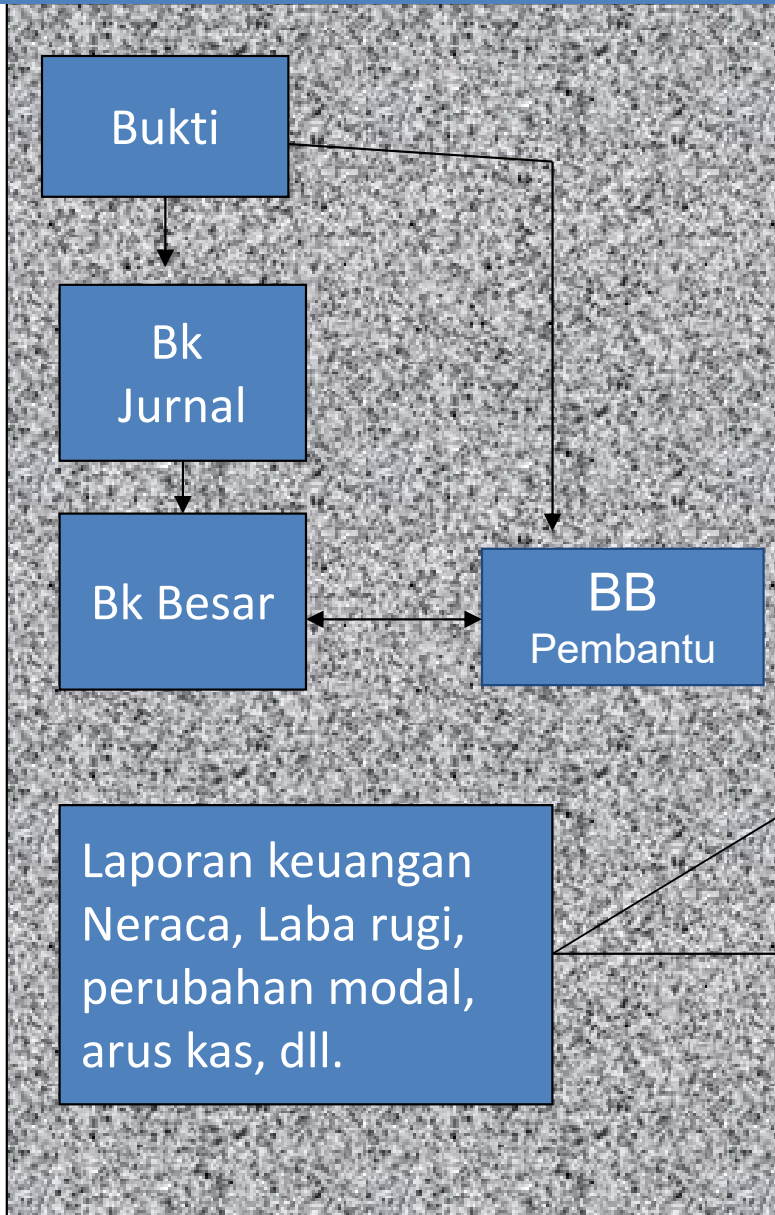 Bukti
Bk
Jurnal
Bk Besar
BB
Pembantu
Laporan keuangan
Neraca, Laba rugi,
perubahan modal,
arus kas, dll.